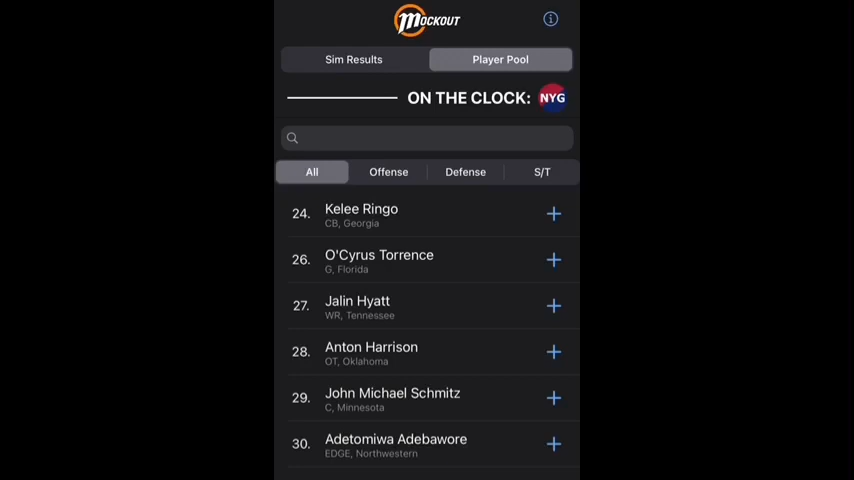 MOCKOUT
Sim Results
Player Pool
ON THE CLOCK: NYG
All
Offense
Defense
S/T
24. Kelee Ringo
CB, Georgia
26. O'Cyrus Torrence
G, Florida
27. Jalin Hyatt
WR, Tennessee
28. Anton Harrison
OT, Oklahoma
29. John Michael Schmitz
C, Minnesota
30. Adetomiwa Adebawore
EDGE, Northwestern